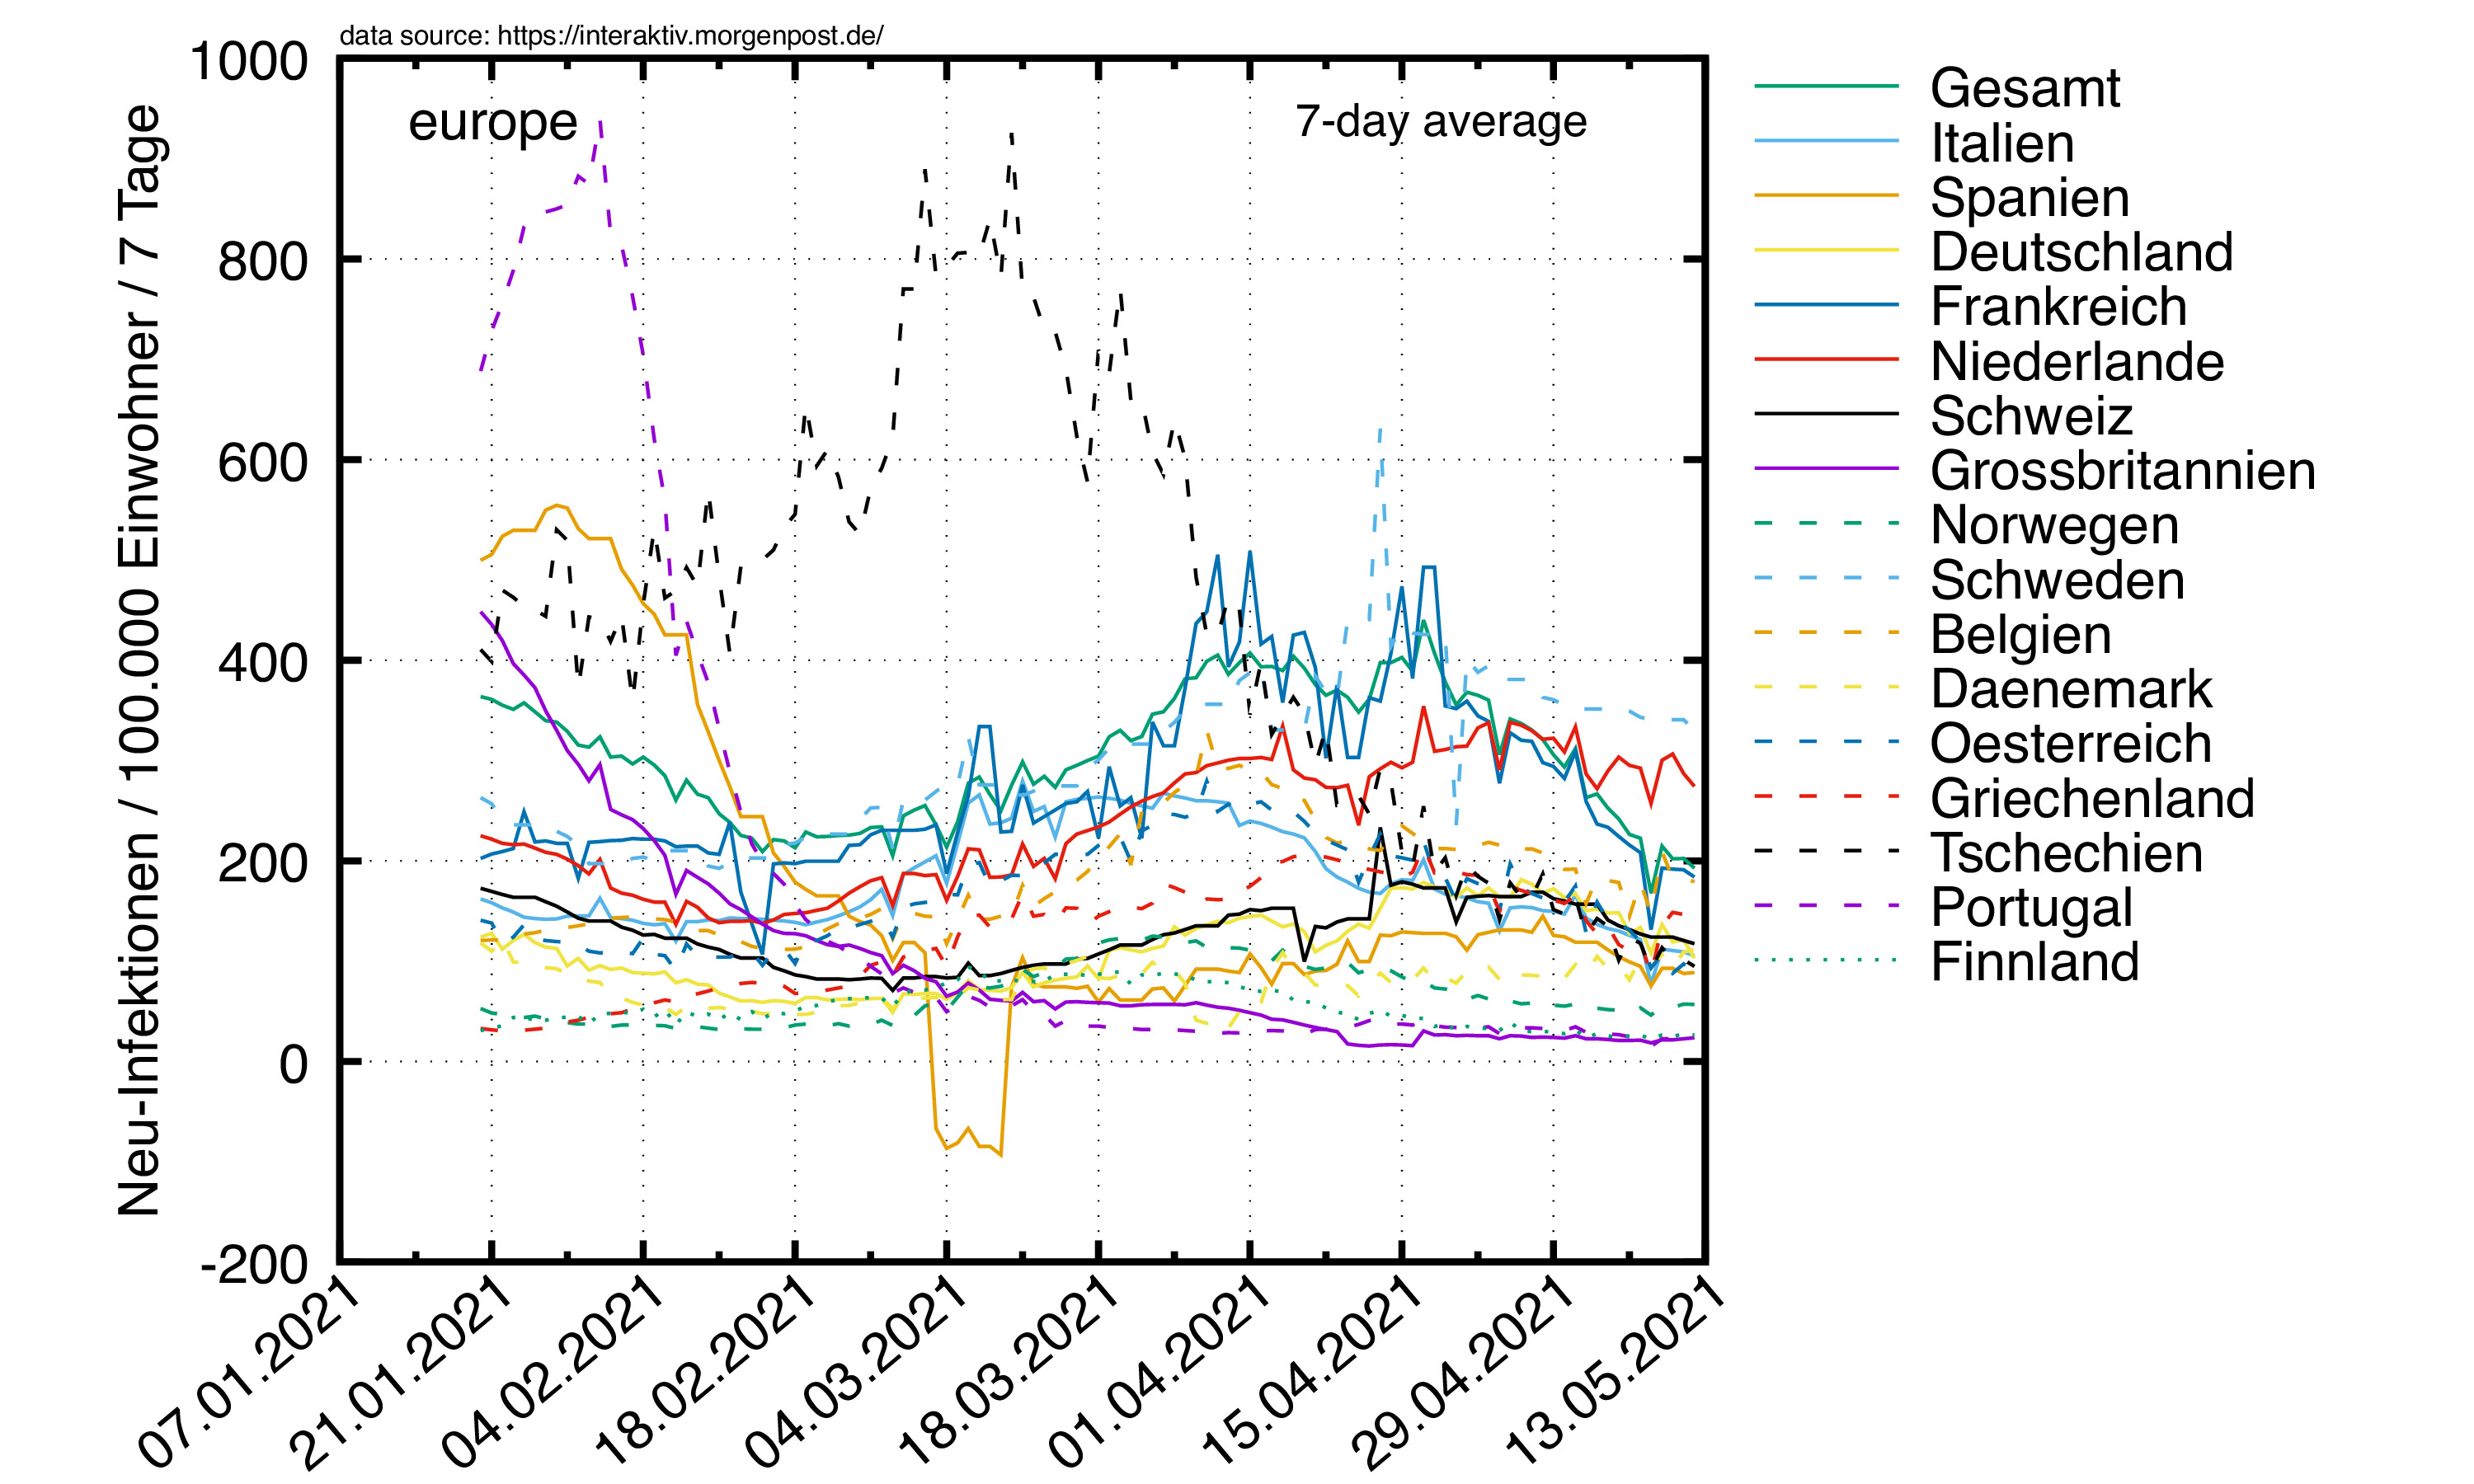 data source: https://interaktiv.morgenpost.de/
europe
7-day average
Neu-Infektionen / 100.000 Einwohner / 7 Tage
1000
800
600
400
200
0
-200
07.01.2021
21.01.2021
04.02.2021
18.02.2021
04.03.2021
18.03.2021
01.04.2021
15.04.2021
29.04.2021
13.05.2021
Gesamt
Italien
Spanien
Deutschland
Frankreich
Niederlande
Schweiz
Grossbritannien
Norwegen
Schweden
Belgien
Daenemark
Oesterreich
Griechenland
Tschechien
Portugal
Finnland